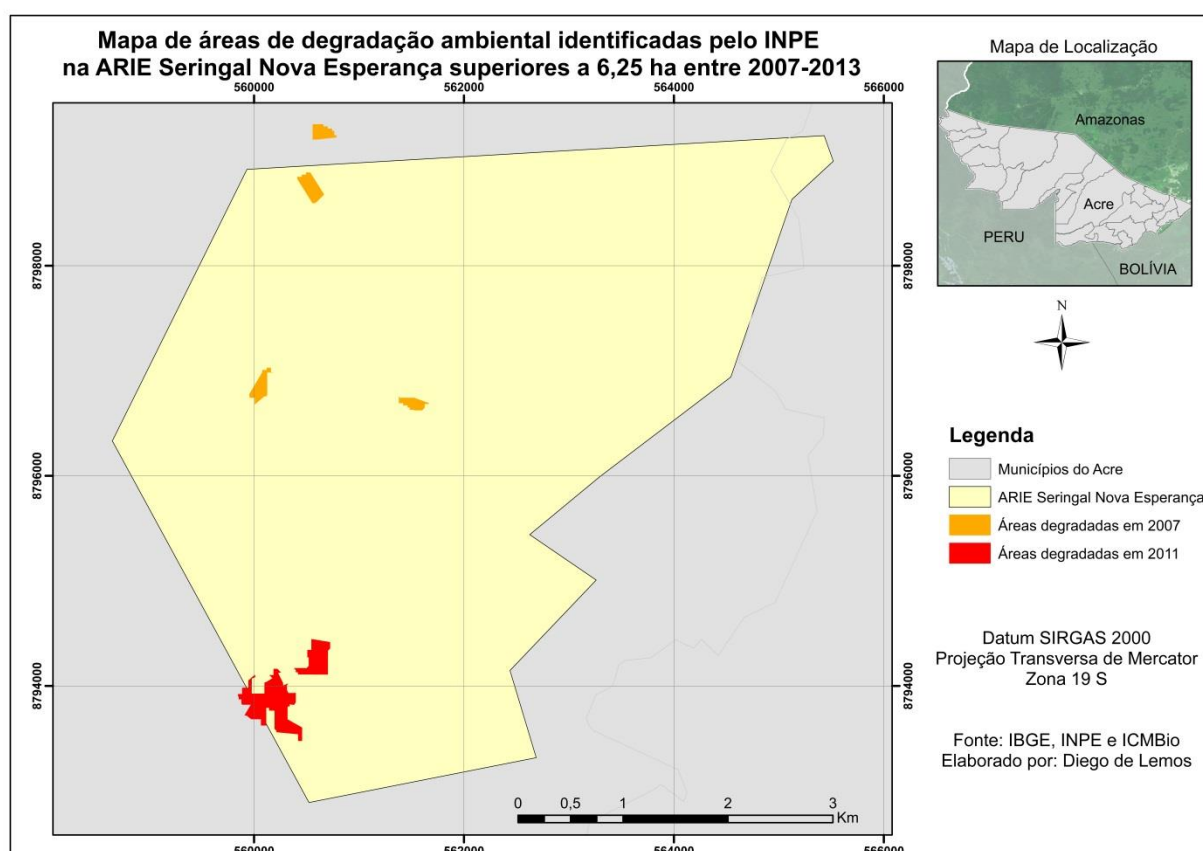 Mapa de áreas de degradação ambiental identificadas pelo INPE
na ARIE Seringal Nova Esperança superiores a 6,25 ha entre 2007-2013
560000 562000 564000 566000
8798000 8798000
8796000 8796000
8794000 8794000
0 0,5 1 2 3
Km
560000 562000 564000 566000
Mapa de Localização
Amazonas
Acre
PERU
BOLÍVIA
N
Legenda
Municípios do Acre
ARIE Seringal Nova Esperança
Áreas degradadas em 2007
Áreas degradadas em 2011
Datum SIRGAS 2000
Projeção Transversa de Mercator
Zona 19 S
Fonte: IBGE, INPE e ICMBio
Elaborado por: Diego de Lemos